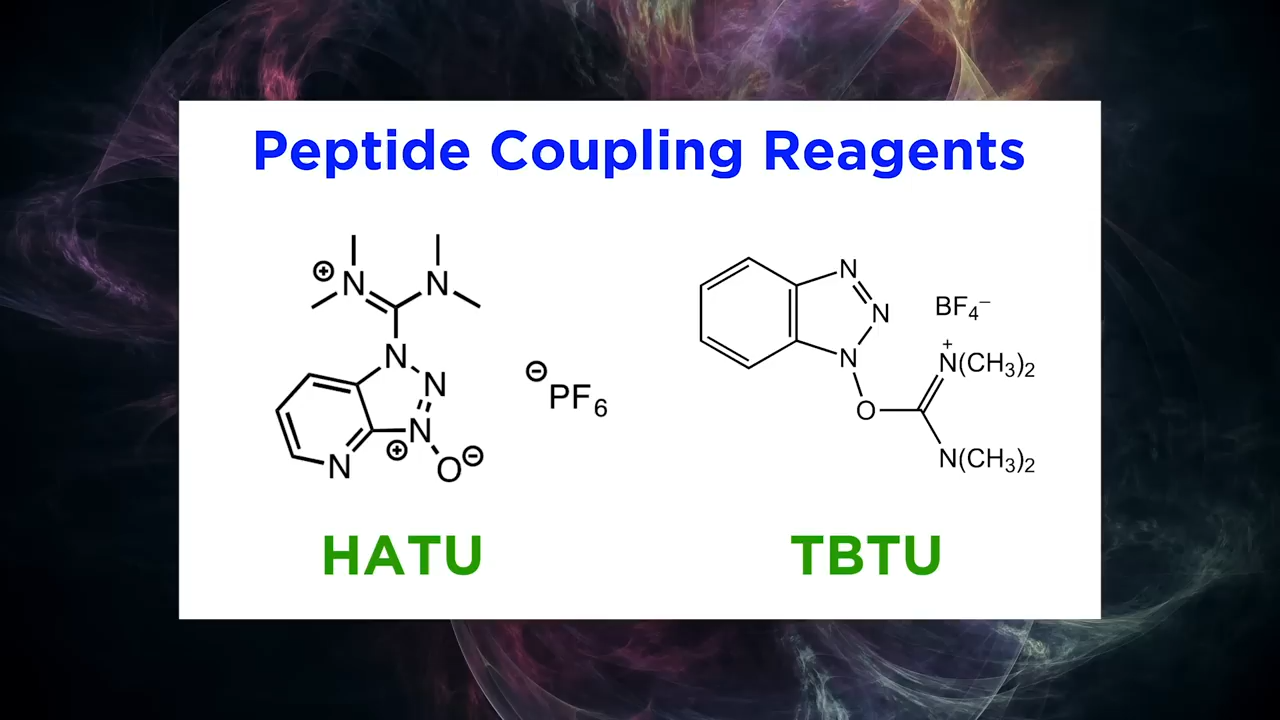 Peptide Coupling Reagents
⊕
N
N
N
N
N
⊕
N
O⊖
⊖
PF₆
N
N
N
O
BF₄⁻
+
N(CH₃)₂
N(CH₃)₂
HATU
TBTU